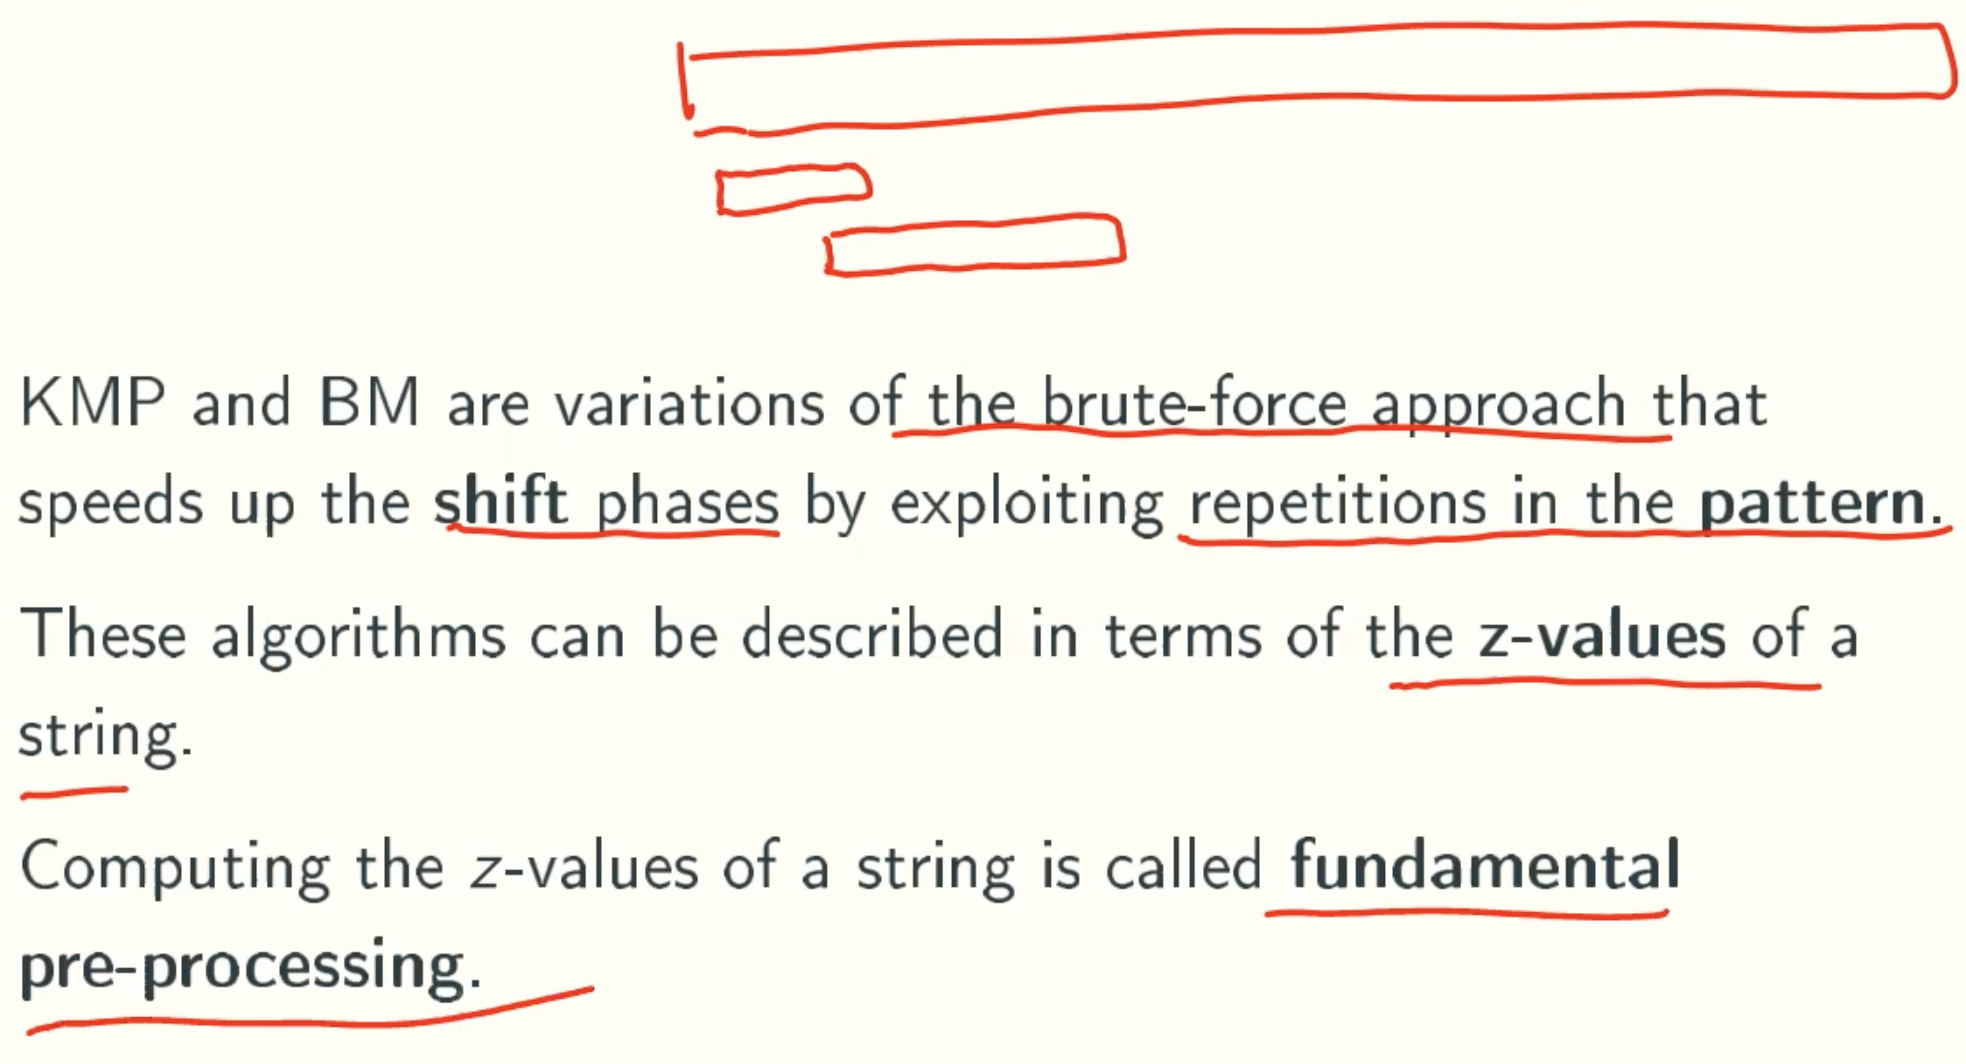 KMP and BM are variations of the brute-force approach that
speeds up the shift phases by exploiting repetitions in the pattern.
These algorithms can be described in terms of the z-values of a
string.
Computing the z-values of a string is called fundamental
pre-processing.